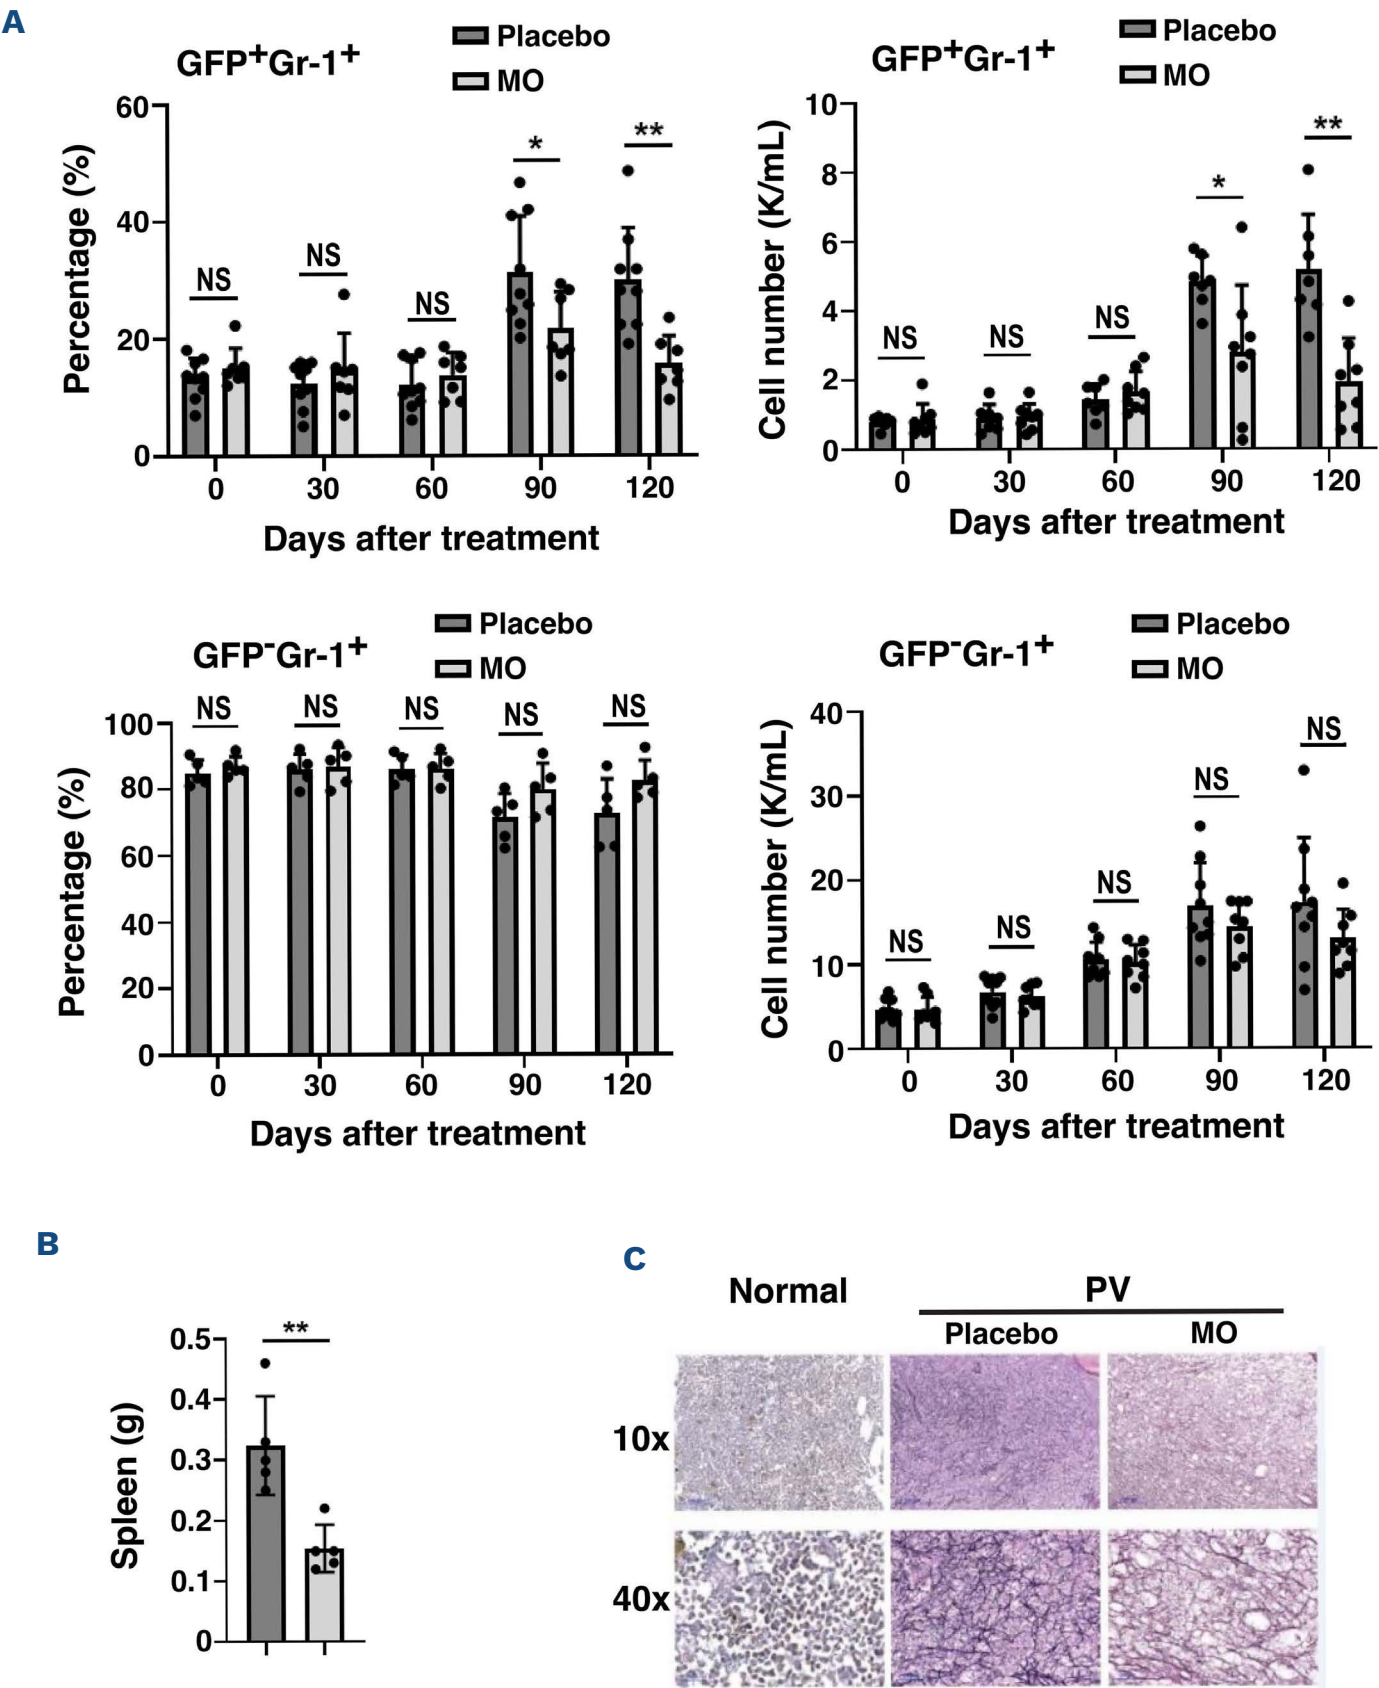 A
GFP+Gr-1+
Placebo
MO
Percentage (%)
60
40
20
0
NS
NS
NS
*
**
0 30 60 90 120
Days after treatment
GFP+Gr-1+
Placebo
MO
Cell number (K/mL)
10
8
6
4
2
0
NS
NS
NS
*
**
0 30 60 90 120
Days after treatment
GFP-Gr-1+
Placebo
MO
Percentage (%)
100
80
60
40
20
0
NS
NS
NS
NS
NS
0 30 60 90 120
Days after treatment
GFP-Gr-1+
Placebo
MO
Cell number (K/mL)
40
30
20
10
0
NS
NS
NS
NS
NS
0 30 60 90 120
Days after treatment
B
Spleen (g)
0.5
0.4
0.3
0.2
0.1
0
**
C
Normal
PV
Placebo
MO
10x
40x